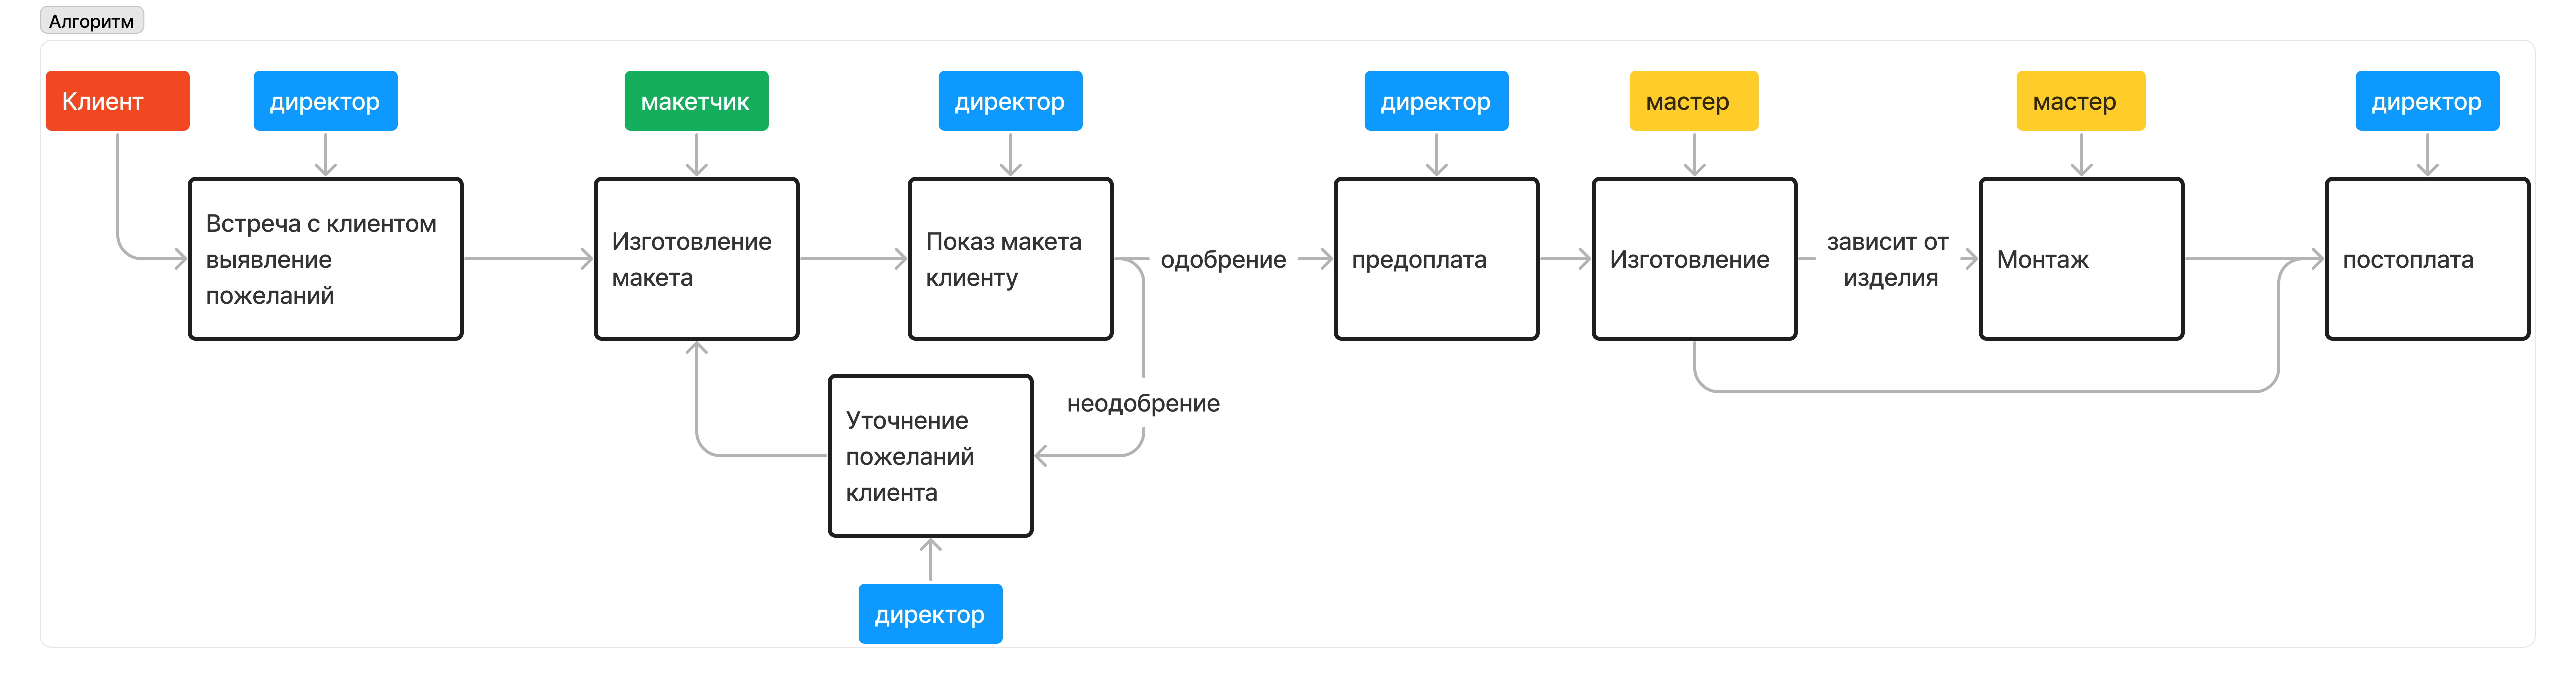 Алгоритм
Клиент
директор
макетчик
директор
директор
мастер
мастер
директор
Встреча с клиентом
выявление
пожеланий
Изготовление
макета
Показ макета
клиенту
одобрение
предоплата
Изготовление
зависит от
изделия
Монтаж
постоплата
неодобрение
Уточнение
пожеланий
клиента
директор